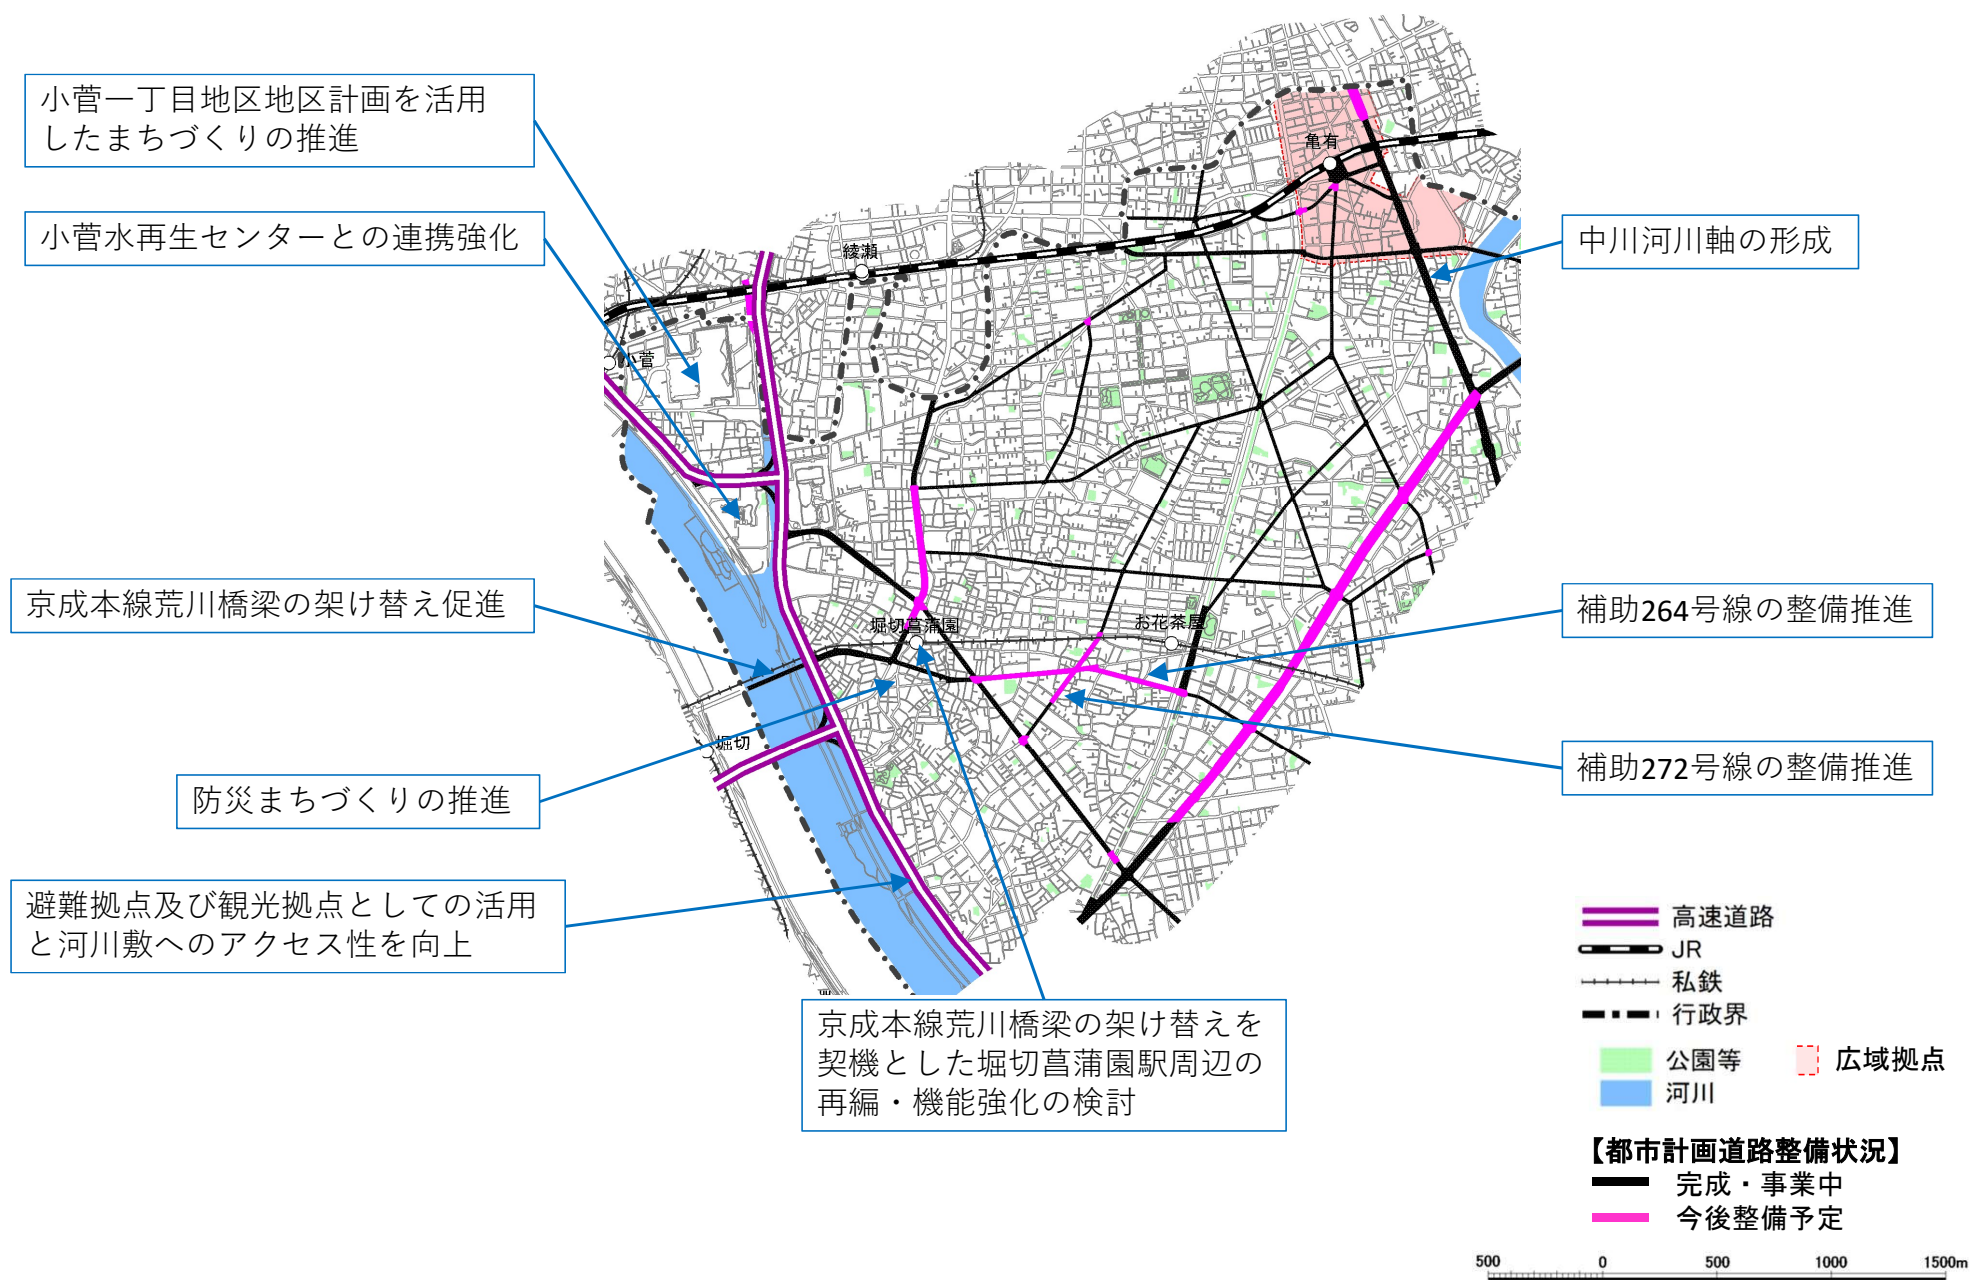 小菅一丁目地区地区計画を活用
したまちづくりの推進
小菅水再生センターとの連携強化
京成本線荒川橋梁の架け替え促進
防災まちづくりの推進
避難拠点及び観光拠点としての活用
と河川敷へのアクセス性を向上
京成本線荒川橋梁の架け替えを
契機とした堀切菖蒲園駅周辺の
再編・機能強化の検討
中川河川軸の形成
補助264号線の整備推進
補助272号線の整備推進
亀有
綾瀬
小菅
堀切菖蒲園
お花茶屋
堀切
高速道路
JR
私鉄
行政界
公園等
広域拠点
河川
【都市計画道路整備状況】
完成・事業中
今後整備予定
500 0 500 1000 1500m